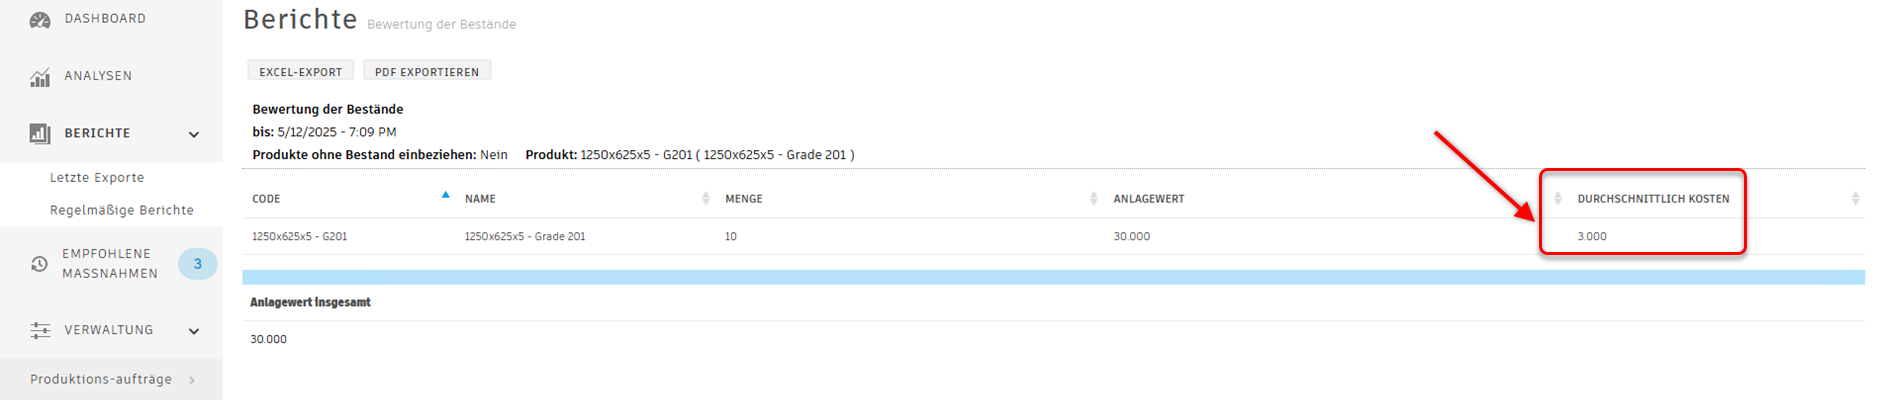 DASHBOARD
ANALYSEN
BERICHTE
Letzte Exporte
Regelmäßige Berichte
EMPFOHLENE
MASSNAHMEN
3
VERWALTUNG
Produktions-aufträge
Berichte Bewertung der Bestände
EXCEL-EXPORT PDF EXPORTIEREN
Bewertung der Bestände
bis: 5/12/2025 - 7:09 PM
Produkte ohne Bestand einbeziehen: Nein Produkt: 1250x625x5 - G201 ( 1250x625x5 - Grade 201 )
CODE NAME MENGE ANLAGEWERT DURCHSCHNITTLICH KOSTEN
1250x625x5 - G201 1250x625x5 - Grade 201 10 30.000 3.000
Anlagewert insgesamt
30.000